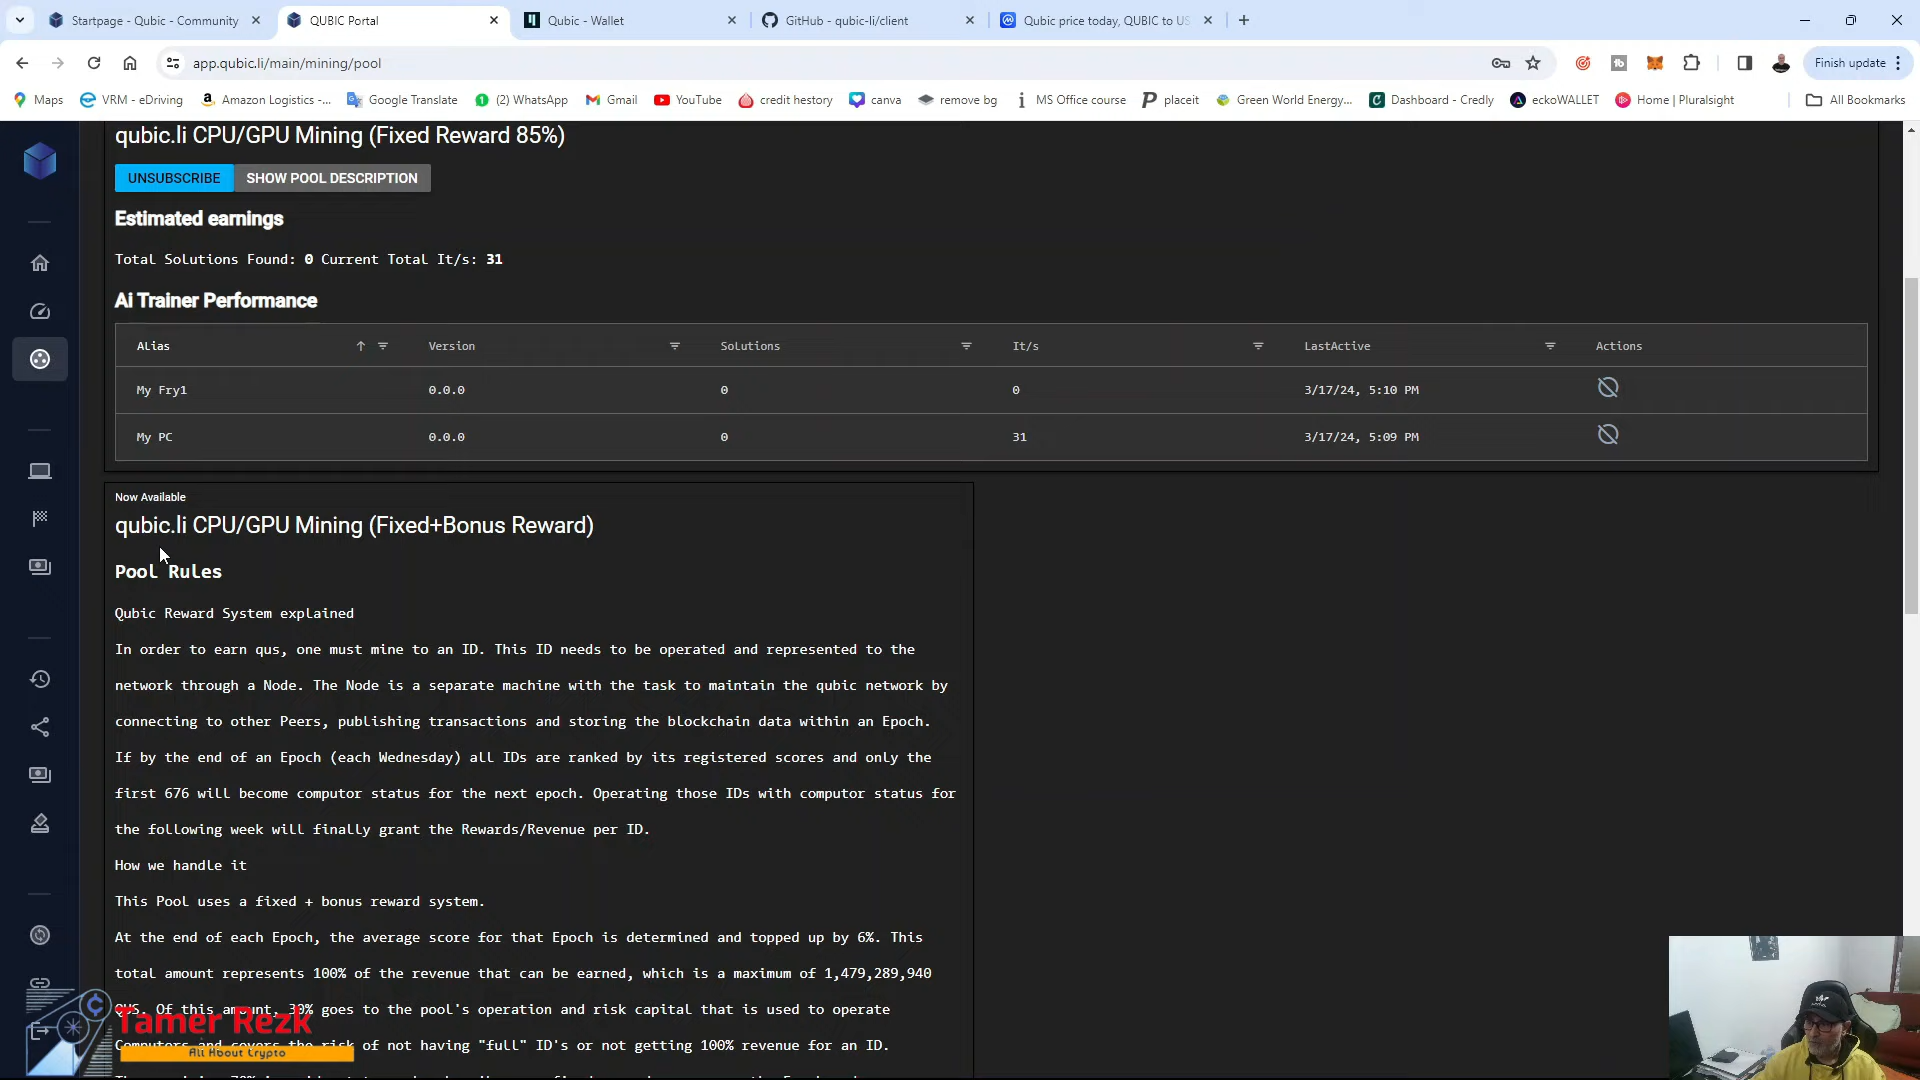 Startpage - Qubic - Community
QUBIC Portal
Qubic - Wallet
GitHub - qubic-li/client
Qubic price today, QUBIC to US
app.qubic.li/main/mining/pool
Finish update
Maps
VRM - eDriving
Amazon Logistics -...
Google Translate
(2) WhatsApp
Gmail
YouTube
credit hestory
canva
remove bg
MS Office course
placeit
Green World Energy...
Dashboard - Credly
eckoWALLET
Home | Pluralsight
All Bookmarks
qubic.li CPU/GPU Mining (Fixed Reward 85%)
UNSUBSCRIBE SHOW POOL DESCRIPTION
Estimated earnings
Total Solutions Found: 0 Current Total It/s: 31
Ai Trainer Performance
Alias Version Solutions It/s LastActive Actions
My Fry1 0.0.0 0 0 3/17/24, 5:10 PM
My PC 0.0.0 0 31 3/17/24, 5:09 PM
Now Available
qubic.li CPU/GPU Mining (Fixed+Bonus Reward)
Pool Rules
Qubic Reward System explained
In order to earn qus, one must mine to an ID. This ID needs to be operated and represented to the
network through a Node. The Node is a separate machine with the task to maintain the qubic network by
connecting to other Peers, publishing transactions and storing the blockchain data within an Epoch.
If by the end of an Epoch (each Wednesday) all IDs are ranked by its registered scores and only the
first 676 will become computor status for the next epoch. Operating those IDs with computor status for
the following week will finally grant the Rewards/Revenue per ID.
How we handle it
This Pool uses a fixed + bonus reward system.
At the end of each Epoch, the average score for that Epoch is determined and topped up by 6%. This
total amount represents 100% of the revenue that can be earned, which is a maximum of 1,479,289,940
QUS. Of this amount, 30% goes to the pool's operation and risk capital that is used to operate
Computors and covers the risk of not having "full" ID's or not getting 100% revenue for an ID.
Tamer Rezk
All About Crypto